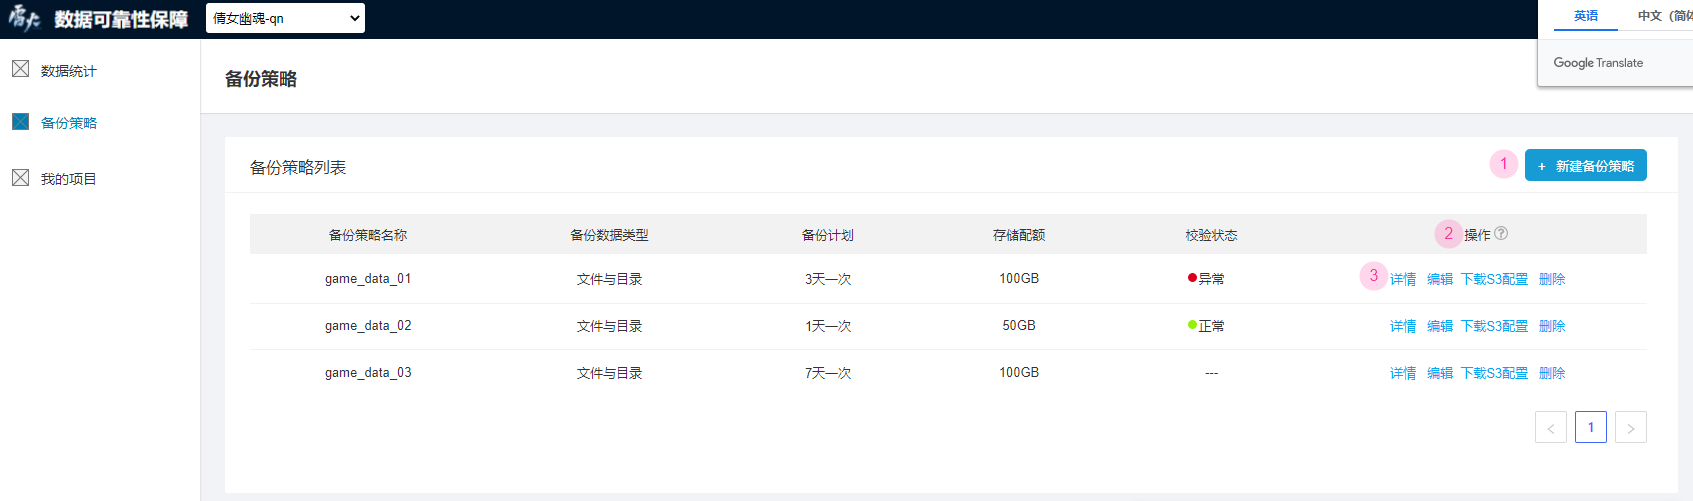 数据可靠性保障 倩女幽魂-qn
英语 中文（简体
Google Translate
数据统计
备份策略
我的项目
备份策略
备份策略列表
1 + 新建备份策略
备份策略名称 备份数据类型 备份计划 存储配额 校验状态 2 操作 ?
game_data_01 文件与目录 3天一次 100GB 异常 3 详情 编辑 下载S3配置 删除
game_data_02 文件与目录 1天一次 50GB 正常 详情 编辑 下载S3配置 删除
game_data_03 文件与目录 7天一次 100GB --- 详情 编辑 下载S3配置 删除
< 1 >